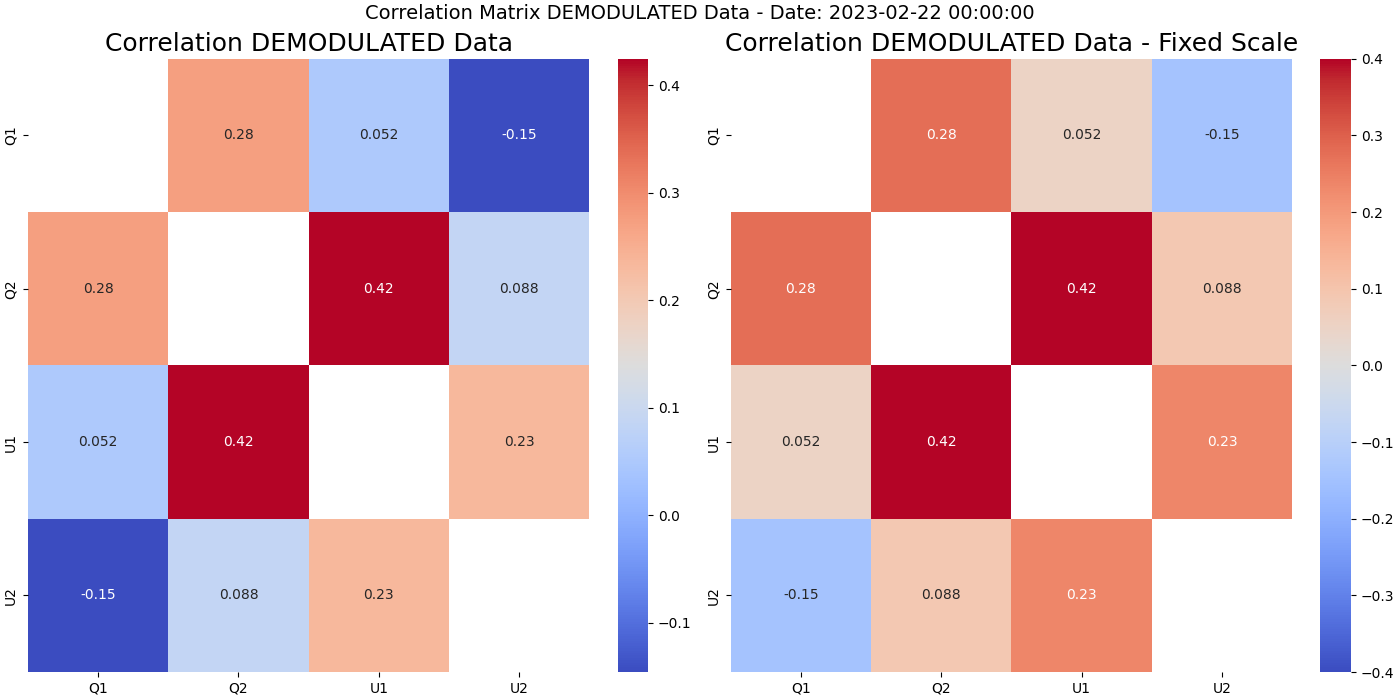 Correlation Matrix DEMODULATED Data - Date: 2023-02-22 00:00:00
Correlation DEMODULATED Data
Q1
0.28
0.052
-0.15
Q2
0.28
0.42
0.088
U1
0.052
0.42
0.23
U2
-0.15
0.088
0.23
Q1
Q2
U1
U2
0.4
0.3
0.2
0.1
0.0
−0.1
Correlation DEMODULATED Data - Fixed Scale
Q1
0.28
0.052
-0.15
Q2
0.28
0.42
0.088
U1
0.052
0.42
0.23
U2
-0.15
0.088
0.23
Q1
Q2
U1
U2
0.4
0.3
0.2
0.1
0.0
−0.1
−0.2
−0.3
−0.4